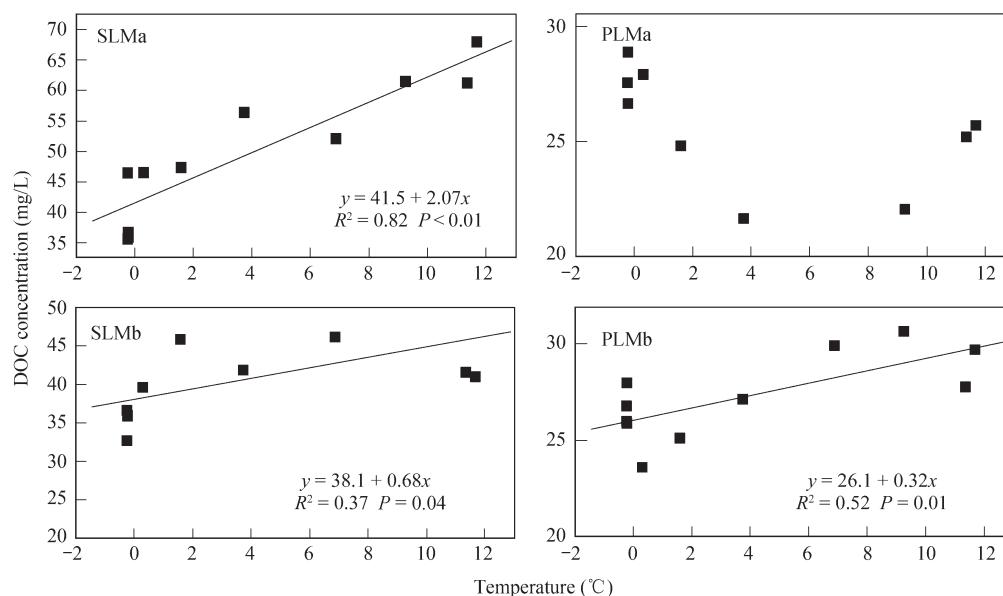 SLMa
70
65
60
55
50
45
40
35
y = 41.5 + 2.07x
R² = 0.82 P < 0.01
−2 0 2 4 6 8 10 12
PLMa
30
25
20
−2 0 2 4 6 8 10 12
DOC concentration (mg/L)
SLMb
50
45
40
35
30
25
20
y = 38.1 + 0.68x
R² = 0.37 P = 0.04
−2 0 2 4 6 8 10 12
PLMb
30
25
20
y = 26.1 + 0.32x
R² = 0.52 P = 0.01
−2 0 2 4 6 8 10 12
Temperature (℃)